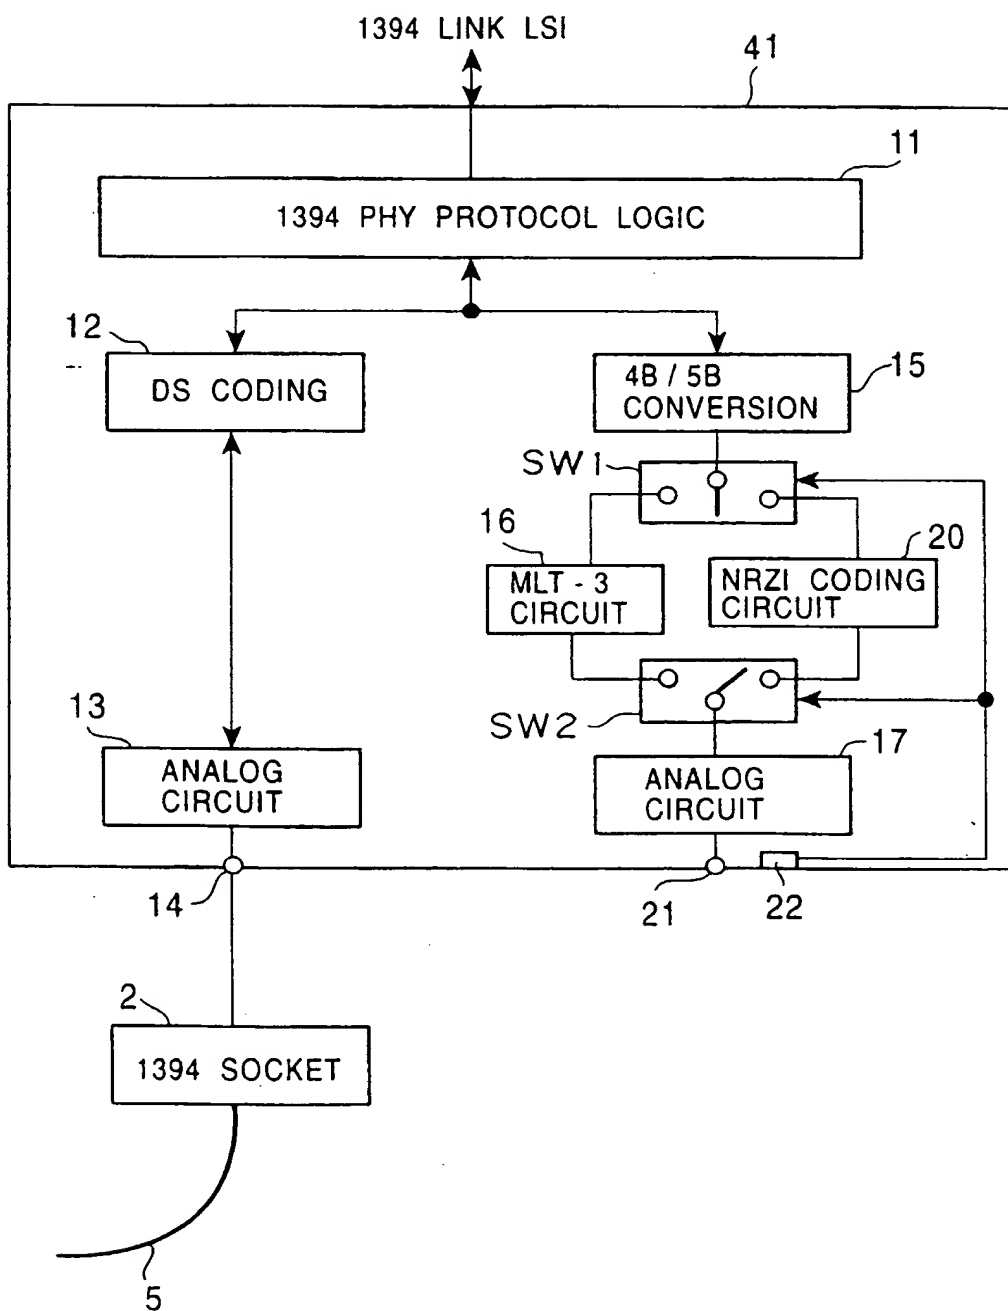 1394 LINK LSI
41
11
1394 PHY PROTOCOL LOGIC
12
DS CODING
4B / 5B
CONVERSION
15
SW1
16
20
MLT - 3
CIRCUIT
NRZI CODING
CIRCUIT
SW2
13
17
ANALOG
CIRCUIT
ANALOG
CIRCUIT
14
21
22
2
1394 SOCKET
5